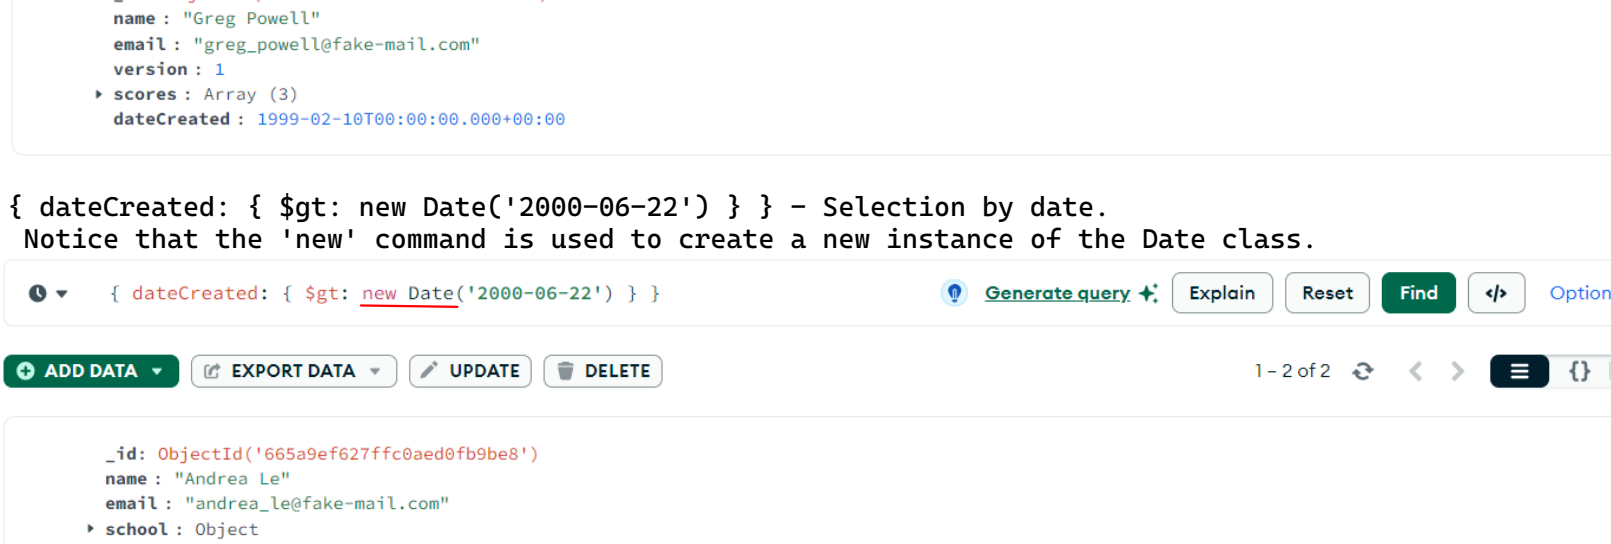 name : "Greg Powell"
email : "greg_powell@fake-mail.com"
version : 1
scores : Array (3)
dateCreated : 1999-02-10T00:00:00.000+00:00
{ dateCreated: { $gt: new Date('2000-06-22') } } - Selection by date.
Notice that the 'new' command is used to create a new instance of the Date class.
{ dateCreated: { $gt: new Date('2000-06-22') } } Generate query Explain Reset Find </> Option
ADD DATA EXPORT DATA UPDATE DELETE 1 – 2 of 2 {}
_id: ObjectId('665a9ef627ffc0aed0fb9be8')
name : "Andrea Le"
email : "andrea_le@fake-mail.com"
school : Object